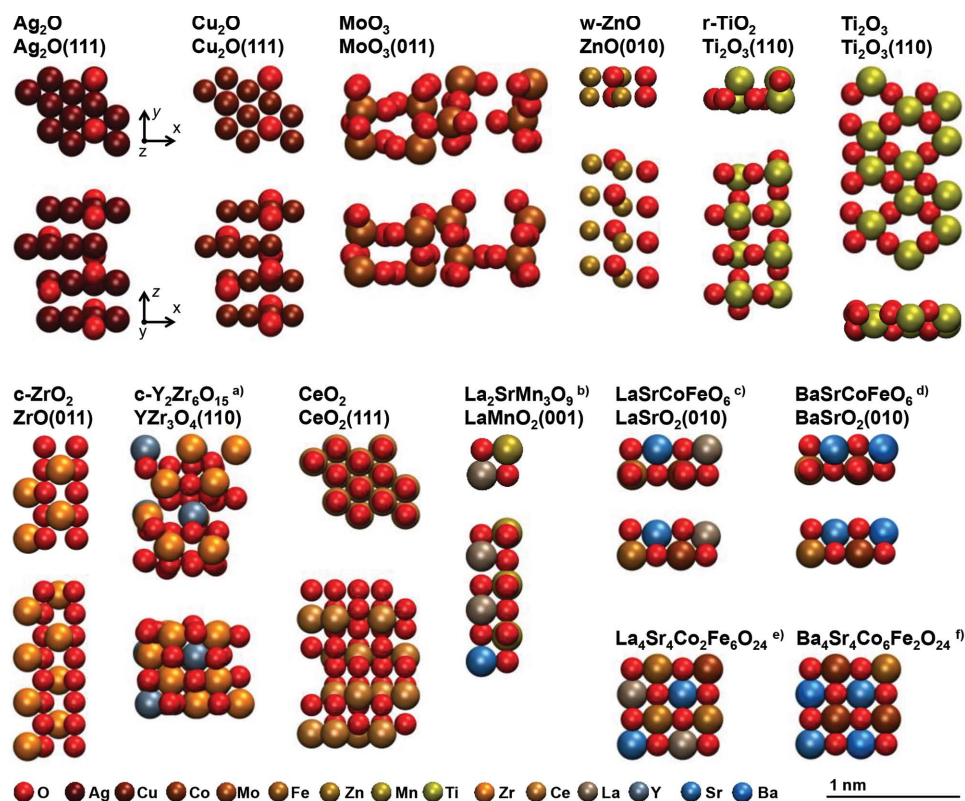 Ag₂O Cu₂O MoO₃ w-ZnO r-TiO₂ Ti₂O₃
Ag₂O(111) Cu₂O(111) MoO₃(011) ZnO(010) Ti₂O₃(110) Ti₂O₃(110)
y
z x
z
y x
c-ZrO₂ c-Y₂Zr₆O₁₅ a) CeO₂ La₂SrMn₃O₉ b) LaSrCoFeO₆ c) BaSrCoFeO₆ d)
ZrO(011) YZr₃O₄(110) CeO₂(111) LaMnO₂(001) LaSrO₂(010) BaSrO₂(010)
La₄Sr₄Co₂Fe₆O₂₄ e) Ba₄Sr₄Co₆Fe₂O₂₄ f)
O Ag Cu Co Mo Fe Zn Mn Ti Zr Ce La Y Sr Ba 1 nm